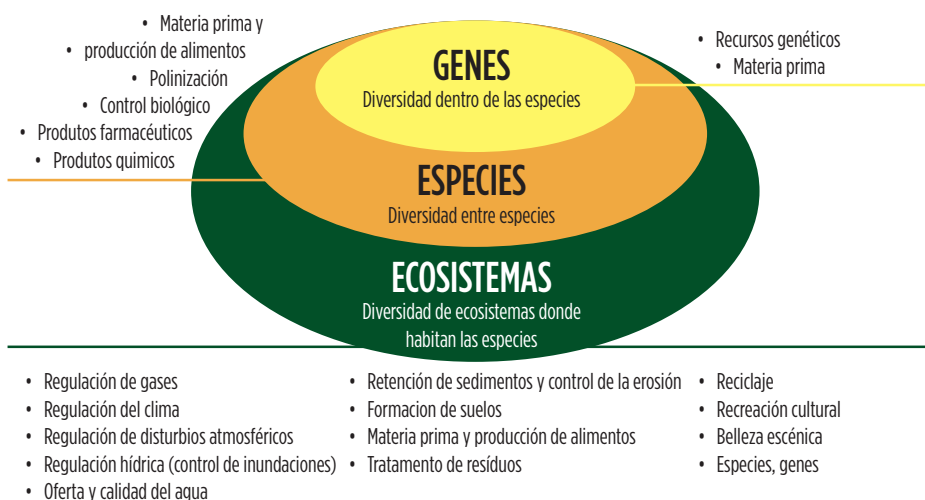 • Materia prima y
• producción de alimentos
• Polinización
• Control biológico
• Produtos farmacéuticos
• Produtos quimicos
GENES
Diversidad dentro de las especies
• Recursos genéticos
• Materia prima
ESPECIES
Diversidad entre especies
ECOSISTEMAS
Diversidad de ecosistemas donde
habitan las especies
• Regulación de gases
• Regulación del clima
• Regulación de disturbios atmosféricos
• Regulación hídrica (control de inundaciones)
• Oferta y calidad del agua
• Retención de sedimentos y control de la erosión
• Formacion de suelos
• Materia prima y producción de alimentos
• Tratamento de resíduos
• Reciclaje
• Recreación cultural
• Belleza escénica
• Especies, genes